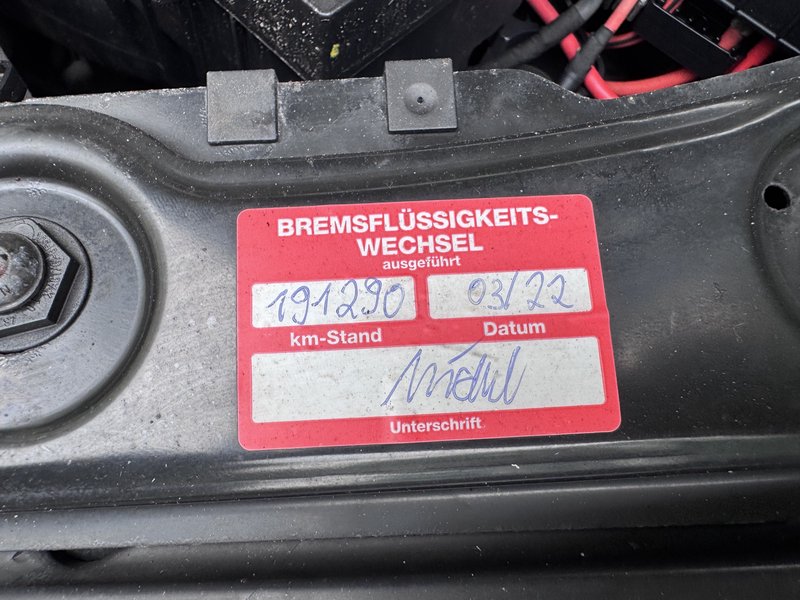 BREMSFLÜSSIGKEITS-
WECHSEL
ausgeführt
191290 03/22
km-Stand Datum
Unterschrift